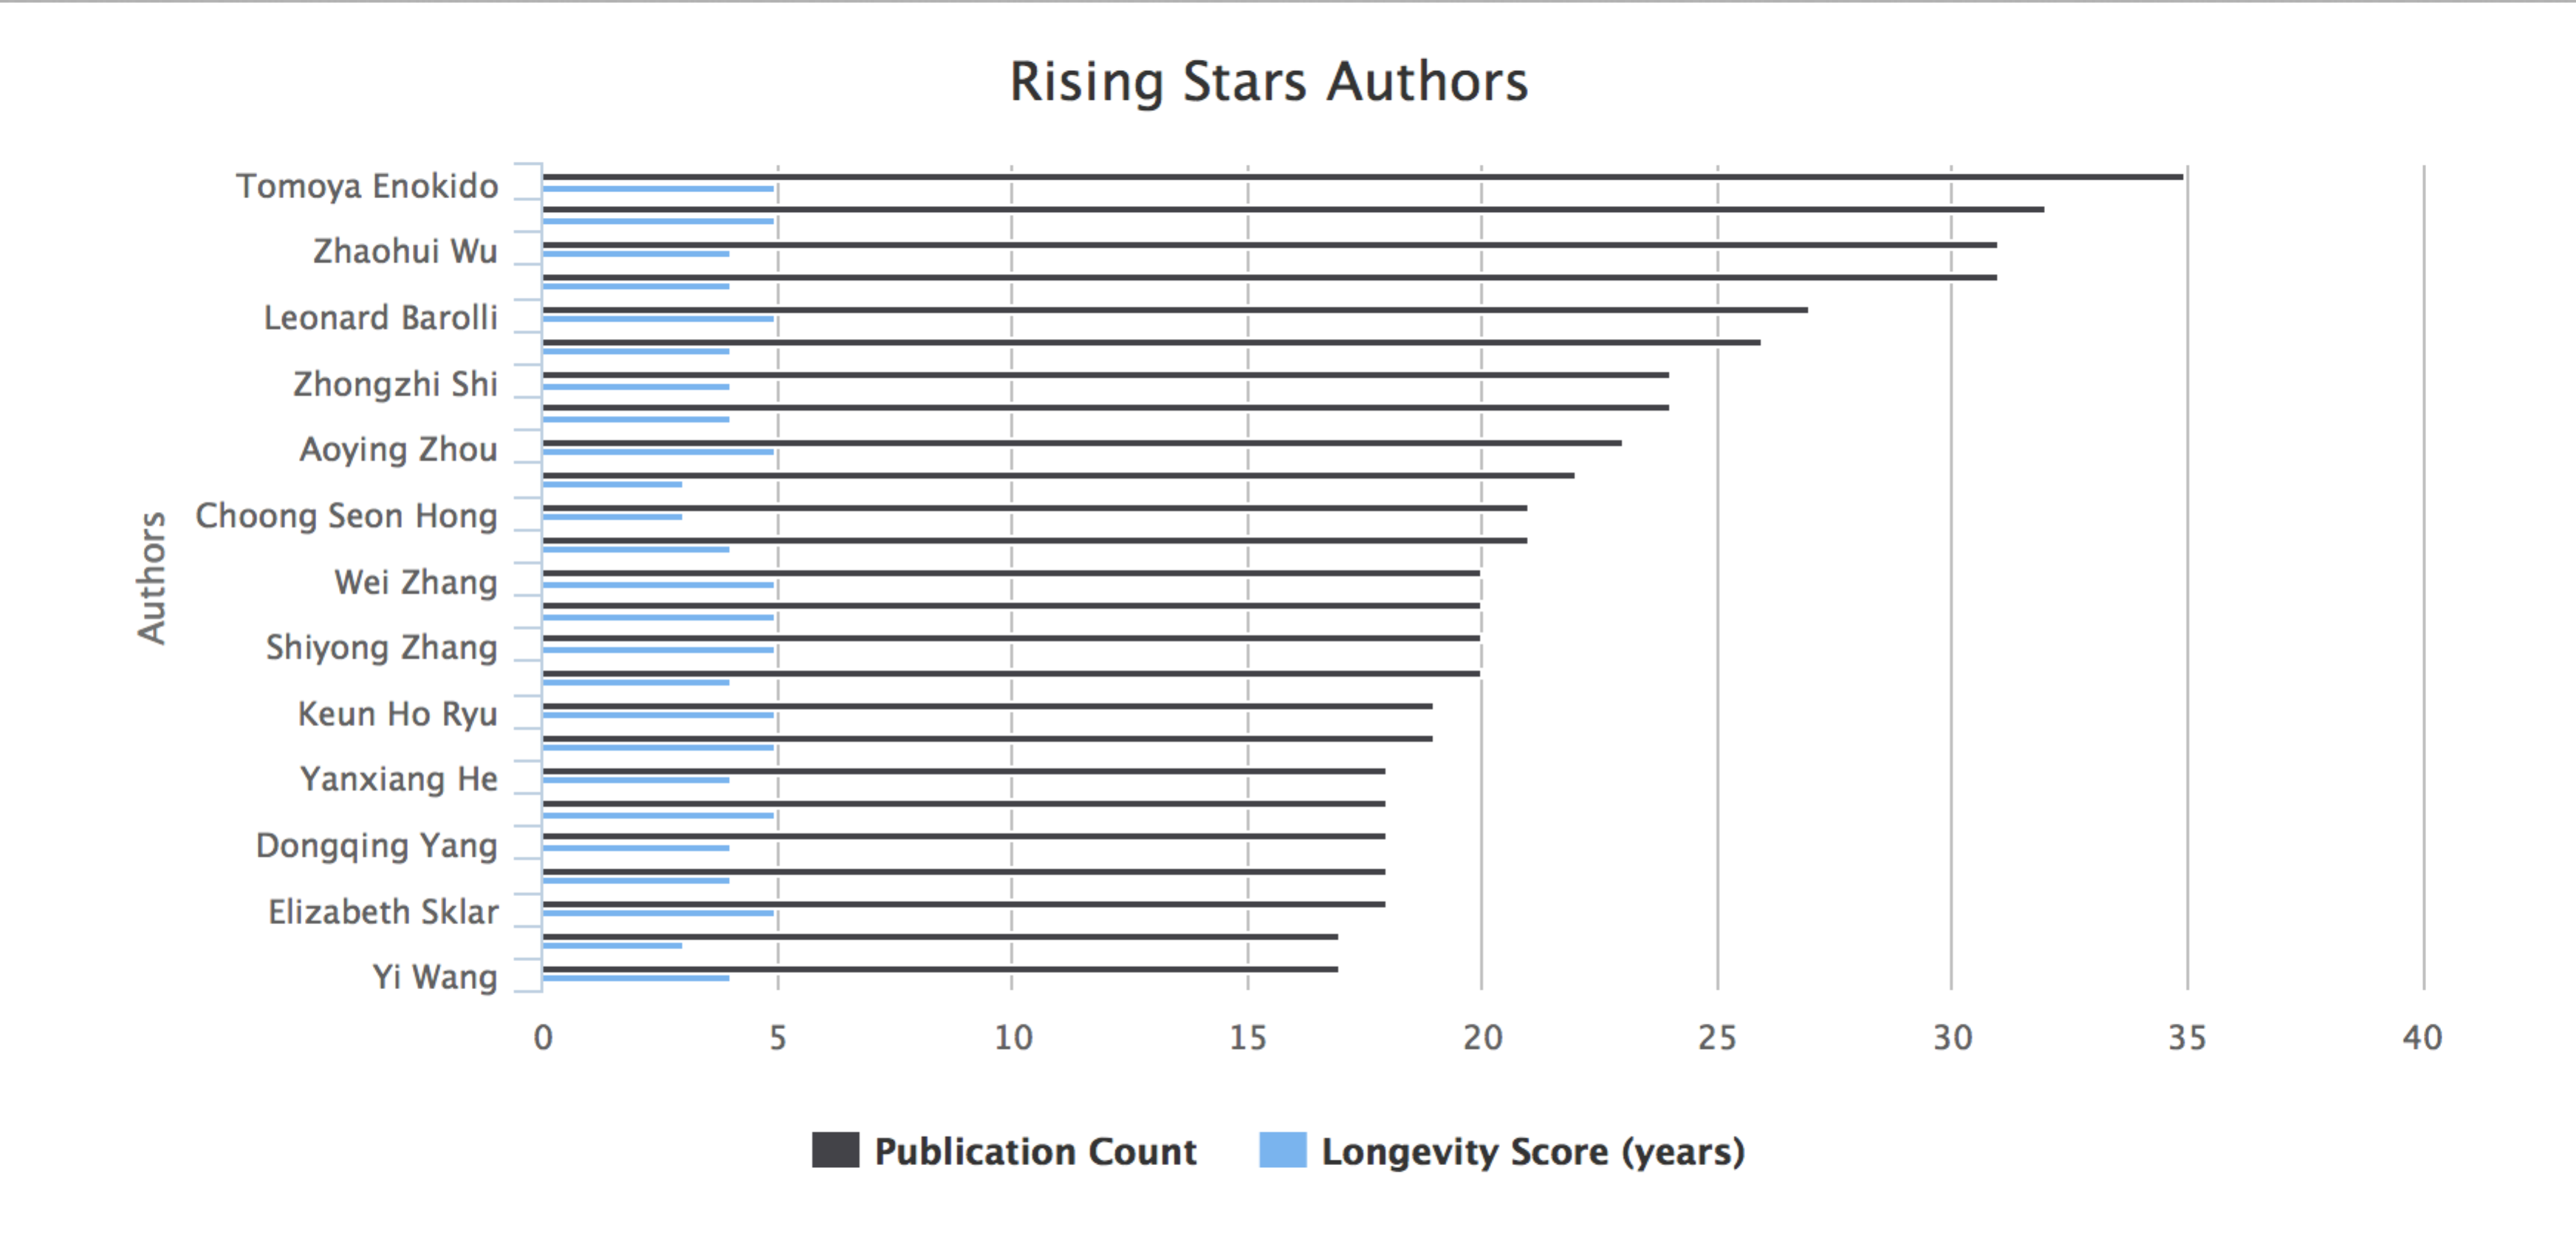 Rising Stars Authors
Tomoya Enokido
Zhaohui Wu
Leonard Barolli
Zhongzhi Shi
Aoying Zhou
Choong Seon Hong
Wei Zhang
Shiyong Zhang
Keun Ho Ryu
Yanxiang He
Dongqing Yang
Elizabeth Sklar
Yi Wang
Authors
0 5 10 15 20 25 30 35 40
Publication Count Longevity Score (years)